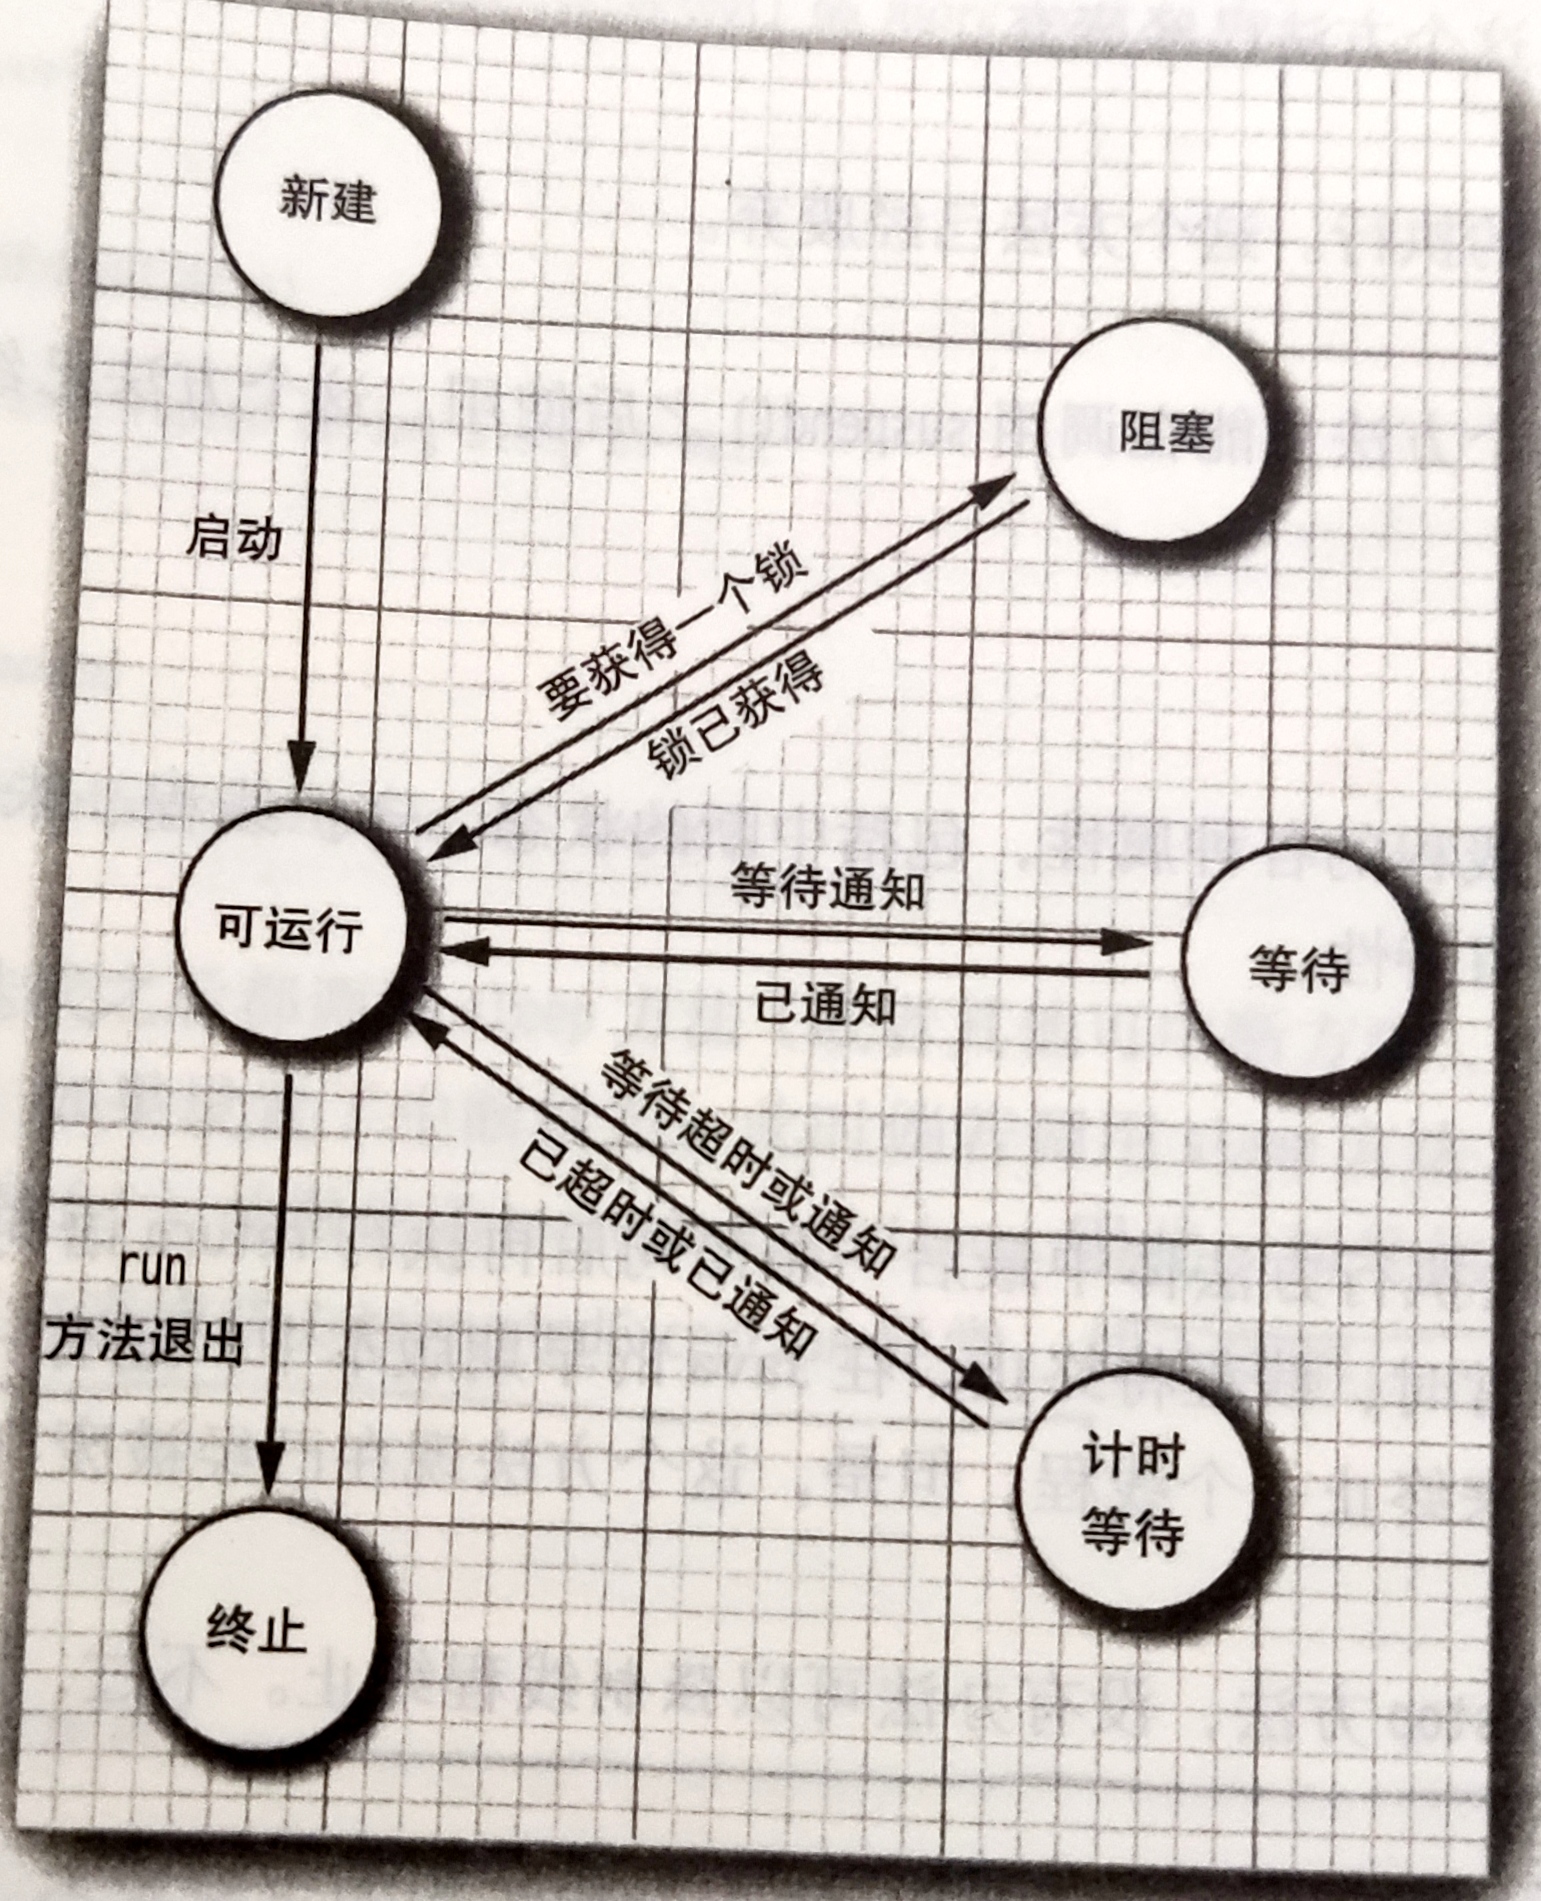 新建
阻塞
启动
要获得一个锁
锁已获得
等待通知
可运行
等待
已通知
等待超时或通知
已超时或已通知
run
方法退出
计时
等待
终止